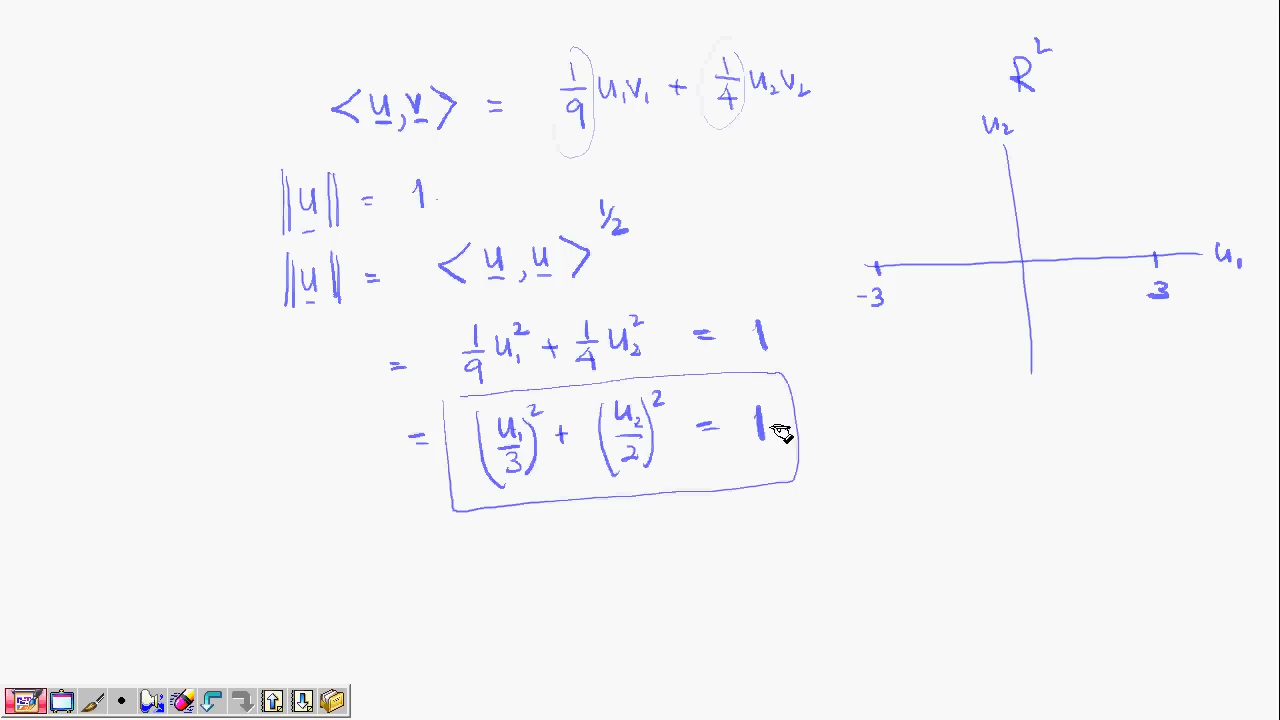 <u,v> = 1/9 u₁v₁ + 1/4 u₂v₂
||u|| = 1.
||u|| = <u,u>^1/2
= 1/9 u₁² + 1/4 u₂² = 1
= (u₁/3)² + (u₂/2)² = 1
R²
u₂
u₁
-3
3